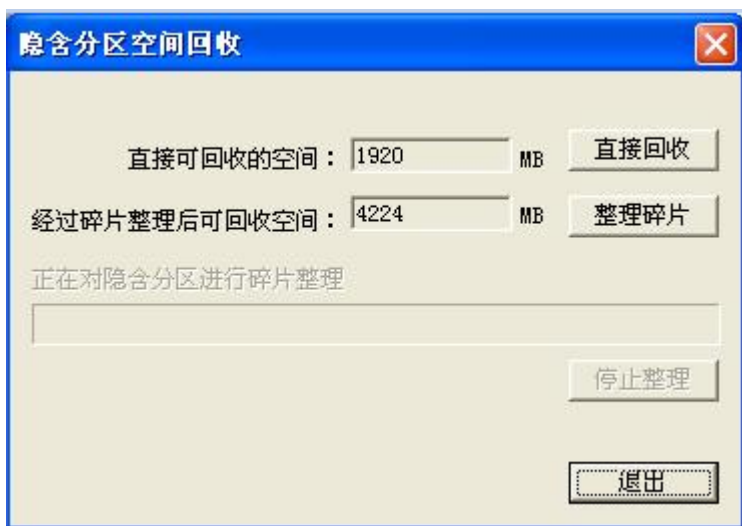 隐含分区空间回收
直接可回收的空间： 1920 MB 直接回收
经过碎片整理后可回收空间： 4224 MB 整理碎片
正在对隐含分区进行碎片整理
停止整理
退出